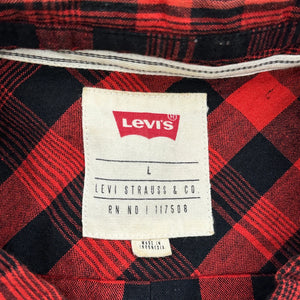 LEVI'S®
L
LEVI STRAUSS & CO.
RN NO / 117508
MADE IN
INDONESIA